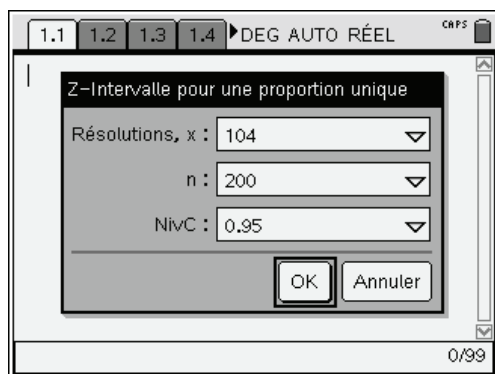 1.1 1.2 1.3 1.4 DEG AUTO RÉEL CAPS
Z-Intervalle pour une proportion unique
Résolutions, x : 104
n : 200
NivC : 0.95
OK Annuler
0/99